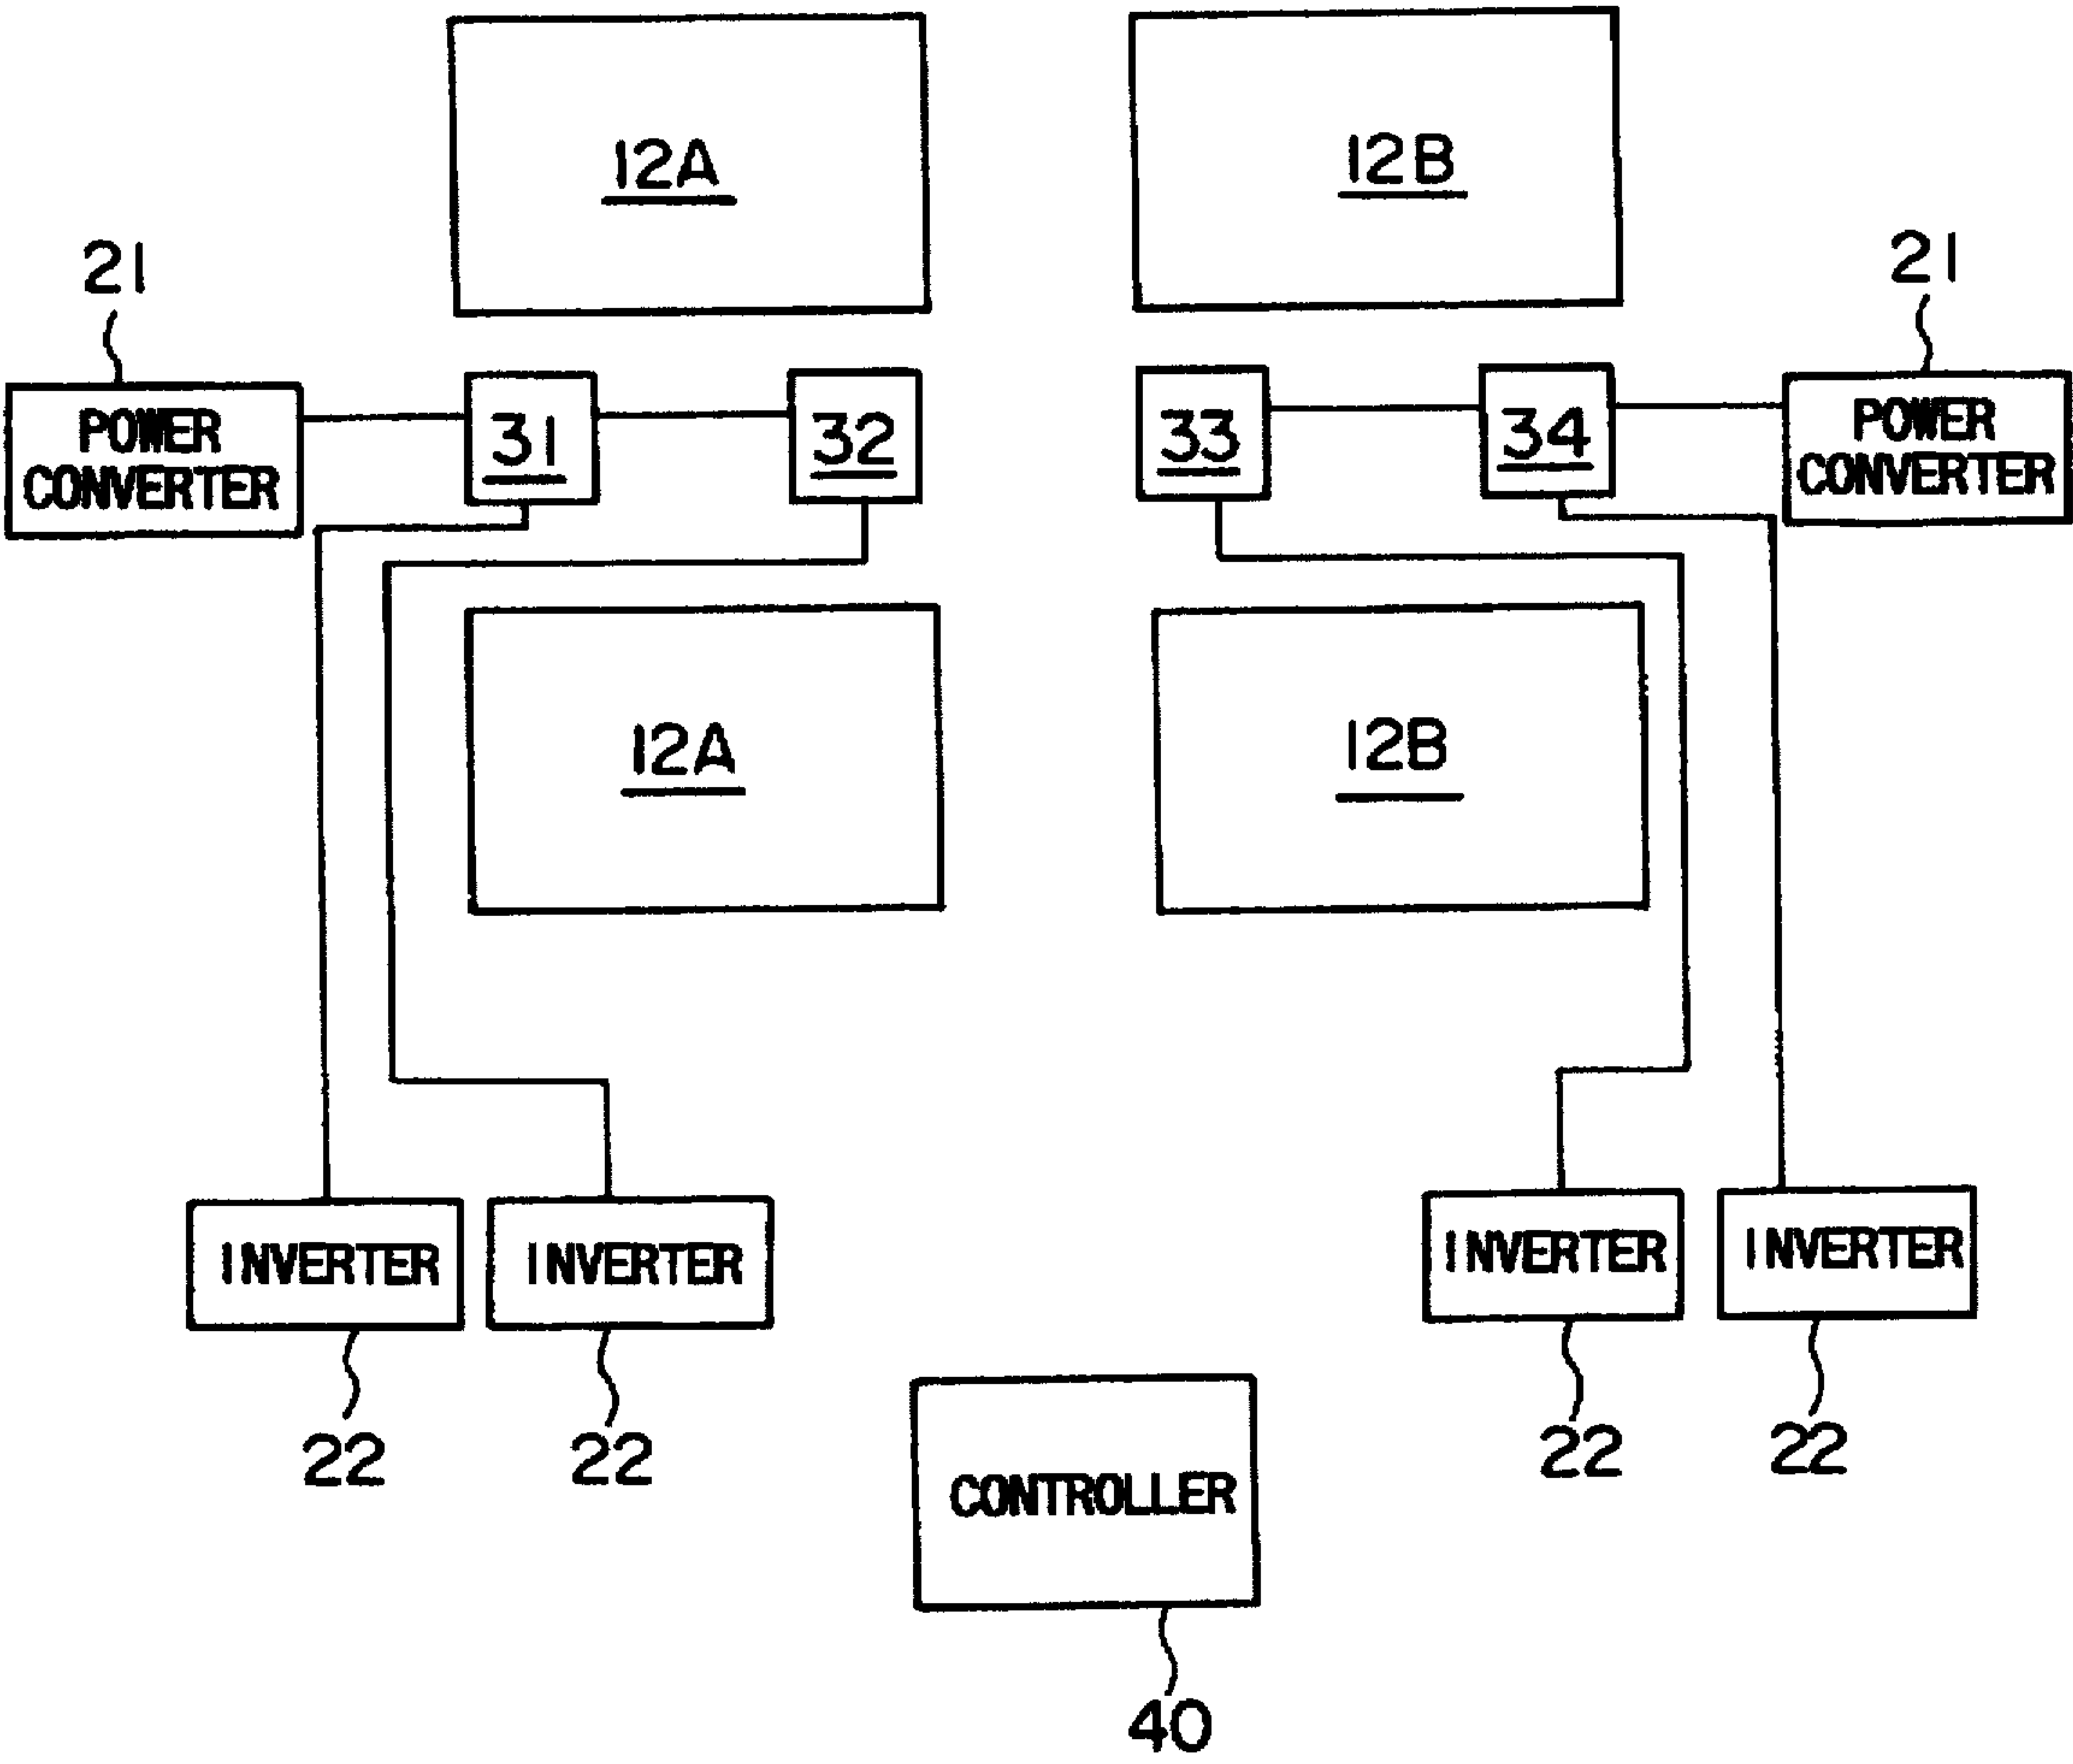 12A
12B
21
21
POWER
CONVERTER
31
32
33
34
POWER
CONVERTER
12A
12B
INVERTER
INVERTER
INVERTER
INVERTER
22
22
22
22
CONTROLLER
40